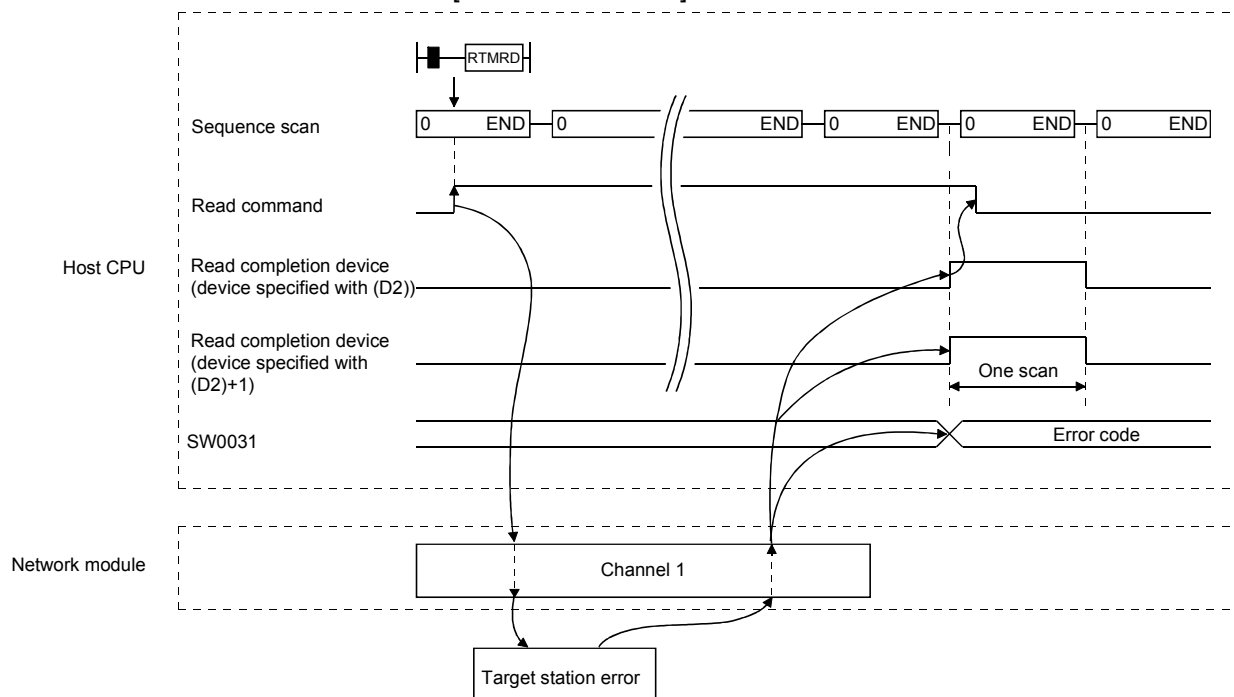 RTMRD
Sequence scan
0 END 0 END 0 END 0 END 0 END
Read command
Host CPU
Read completion device
(device specified with (D2))
Read completion device
(device specified with
(D2)+1)
One scan
SW0031
Error code
Network module
Channel 1
Target station error